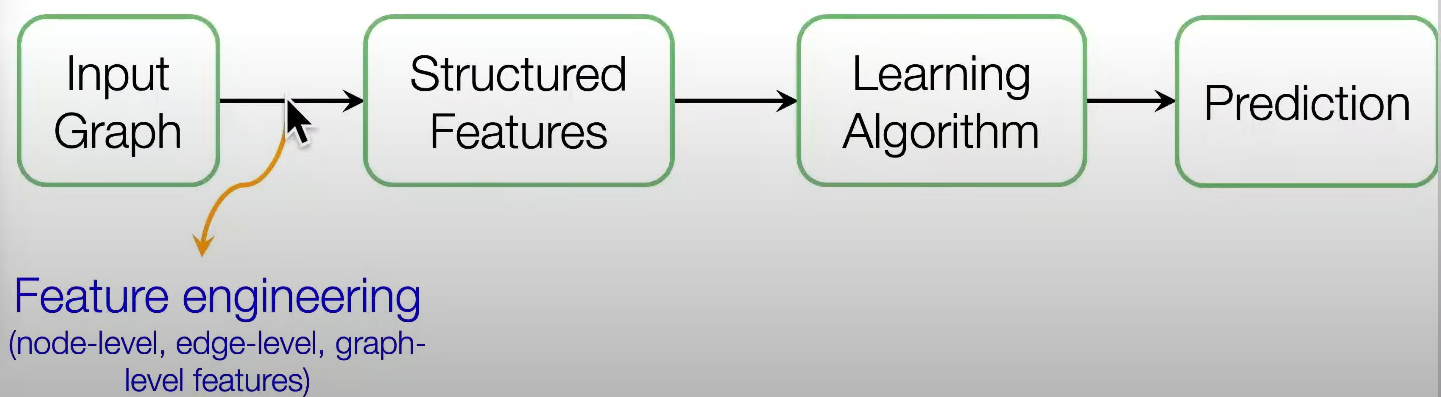 Input
Graph
Structured
Features
Learning
Algorithm
Prediction
Feature engineering
(node-level, edge-level, graph-
level features)